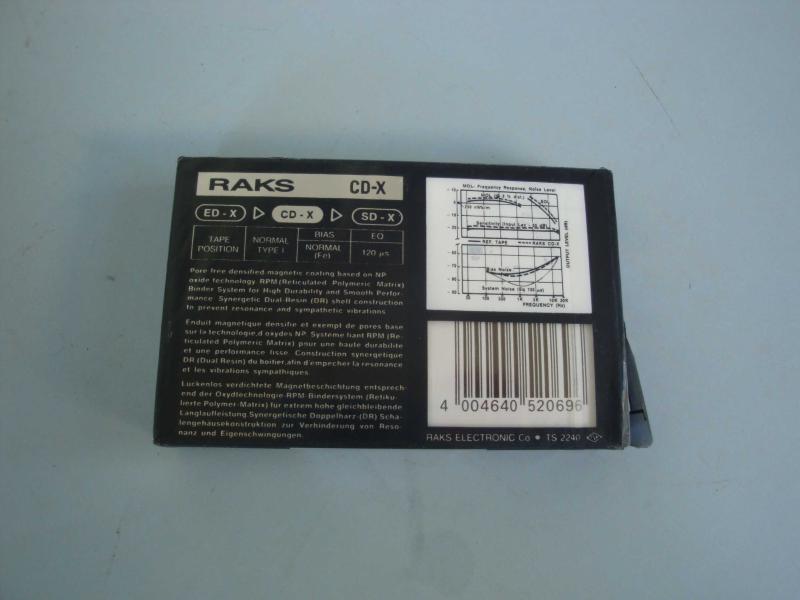 RAKS CD-X
ED-X ▷ CD-X ▷ SD-X
TAPE POSITION NORMAL TYPE I BIAS NORMAL (Fe) EQ 120 µs
Pore free densified magnetic coating based on NP
oxide technology RPM (Reticulated Polymeric Matrix)
Binder System for High Durability and Smooth Perfor-
mance. Synergetic Dual-Resin (DR) shell construction
to prevent resonance and sympathetic vibrations.
Enduit magnetique densifie et exempt de pores base
sur la technologie,d oxydes NP. Systeme liant RPM (Re-
ticulated Polymeric Matrix) pour une haute durabilite
et une performance lisse. Construction synergetique
DR (Dual Resin) du boitier,afin d'empecher la resonance
et les vibrations sympathiques.
Luckenlos verdichtete Magnetbeschichtung entsprech-
end der Oxydtechnologie-RPM-Bindersystem (Retiku-
lierte Polymer-Matrix) fur extrem hohe gleichbleibende
Langlaufleistung.Synergetische Doppelharz-(DR) Scha-
lengehausekonstruktion zur Verhinderung von Reso-
nanz und Eigenschwingungen.
MOL- Frequency Response, Noise Level
MOL
SOL
Sensitivity (Input Level
REF. TAPE RAKS CD-X
Bias Noise
System Noise
OUTPUT LEVEL (dB)
FREQUENCY (Hz)
4 004640 520696
RAKS ELECTRONIC Co • TS 2240